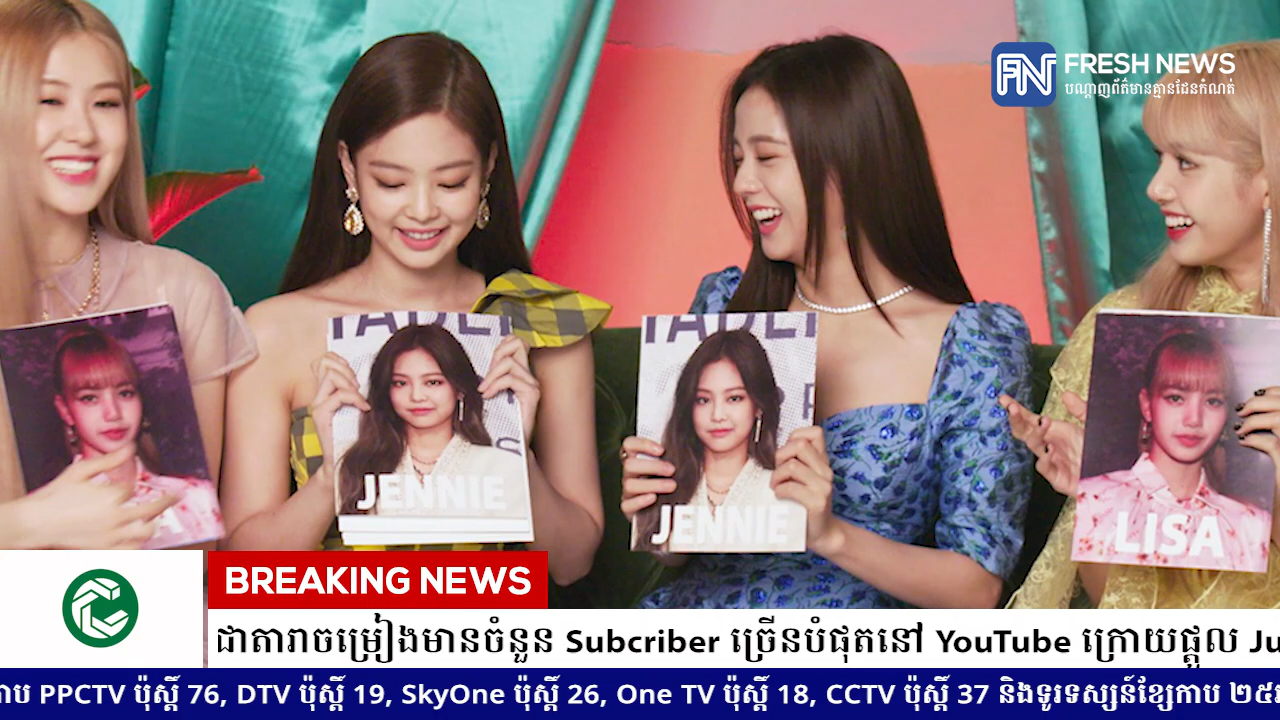 FN FRESH NEWS
បណ្តាញព័ត៌មានគ្មានដែនកំណត់
JENNIE
JENNIE
LISA
BREAKING NEWS
ជាតារាចម្រៀងមានចំនួន Subcriber ច្រើនបំផុតនៅ YouTube ក្រោយផ្តួល Ju
PPCTV ប៉ុស្តិ៍ 76, DTV ប៉ុស្តិ៍ 19, SkyOne ប៉ុស្តិ៍ 26, One TV ប៉ុស្តិ៍ 18, CCTV ប៉ុស្តិ៍ 37 និងទូរទស្សន៍ខ្សែកាប ២៥